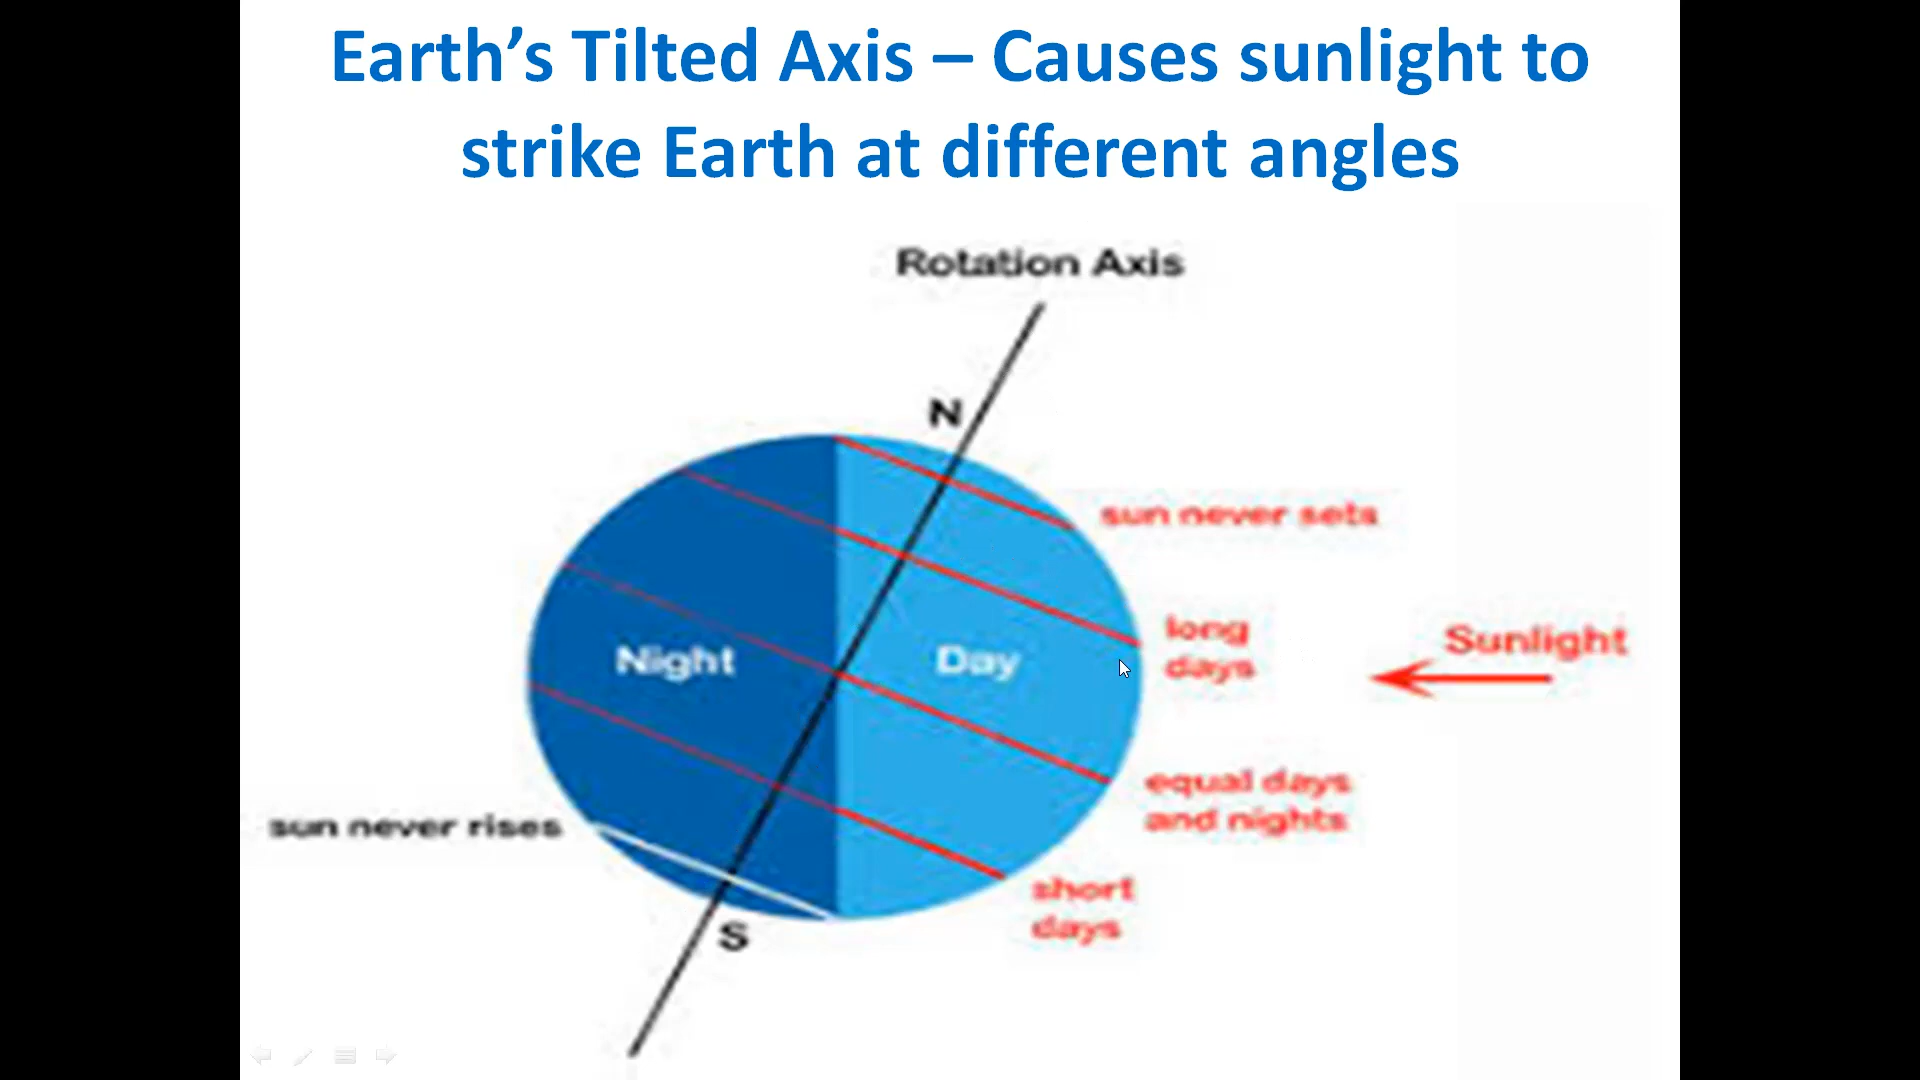 Earth’s Tilted Axis – Causes sunlight to
strike Earth at different angles
Rotation Axis
N
sun never sets
long
days
Sunlight
Night
Day
equal days
and nights
sun never rises
short
days
S